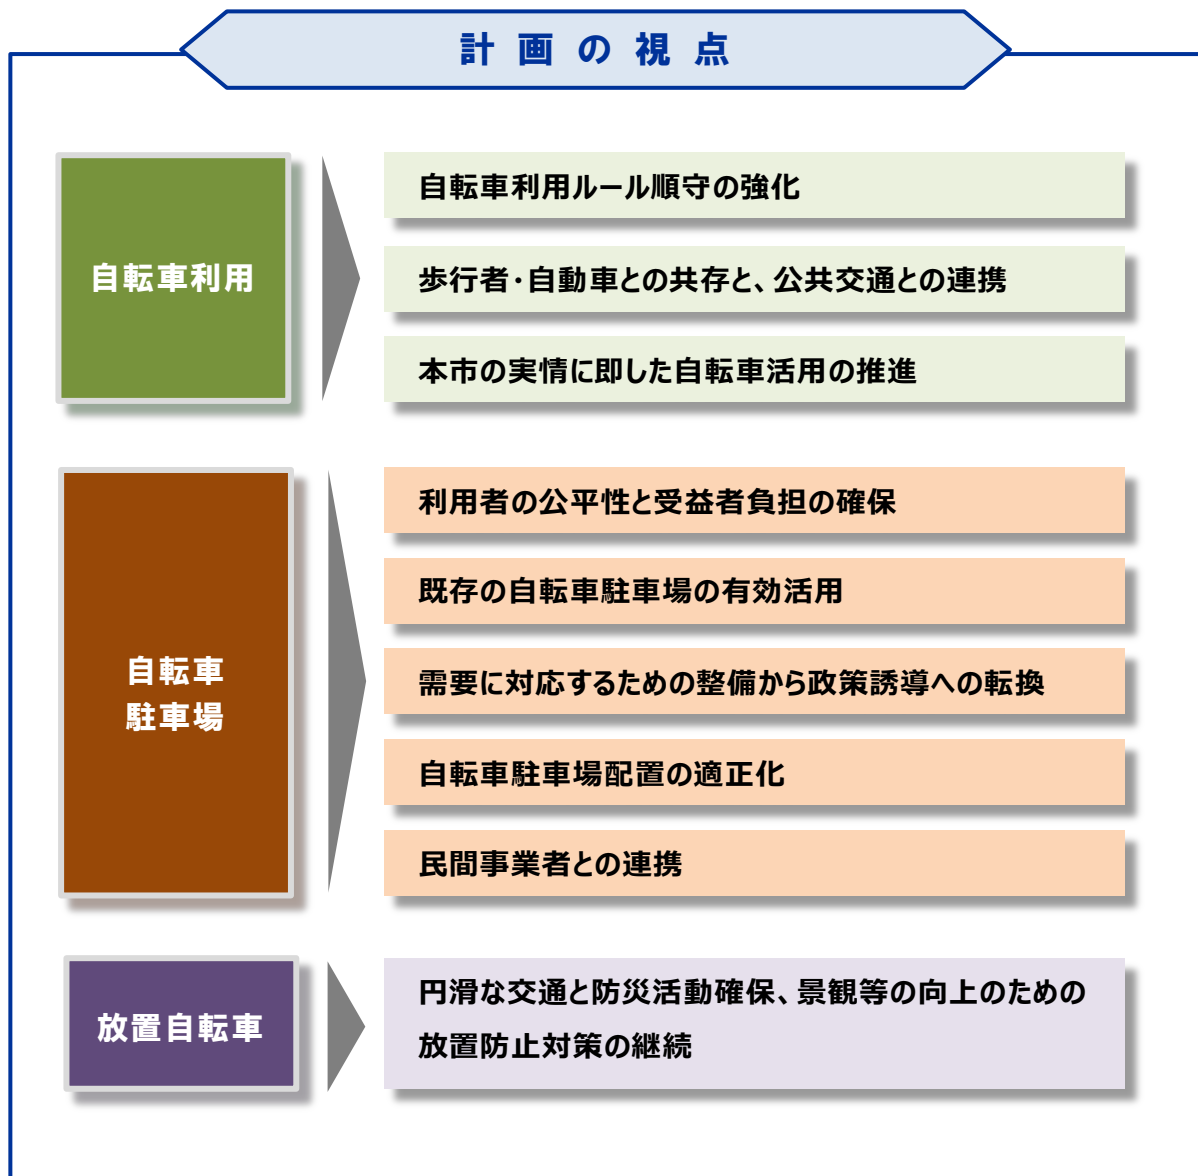 計画の視点
自転車利用
自転車利用ルール順守の強化
歩行者・自動車との共存と、公共交通との連携
本市の実情に即した自転車活用の推進
自転車
駐車場
利用者の公平性と受益者負担の確保
既存の自転車駐車場の有効活用
需要に対応するための整備から政策誘導への転換
自転車駐車場配置の適正化
民間事業者との連携
放置自転車
円滑な交通と防災活動確保、景観等の向上のための
放置防止対策の継続